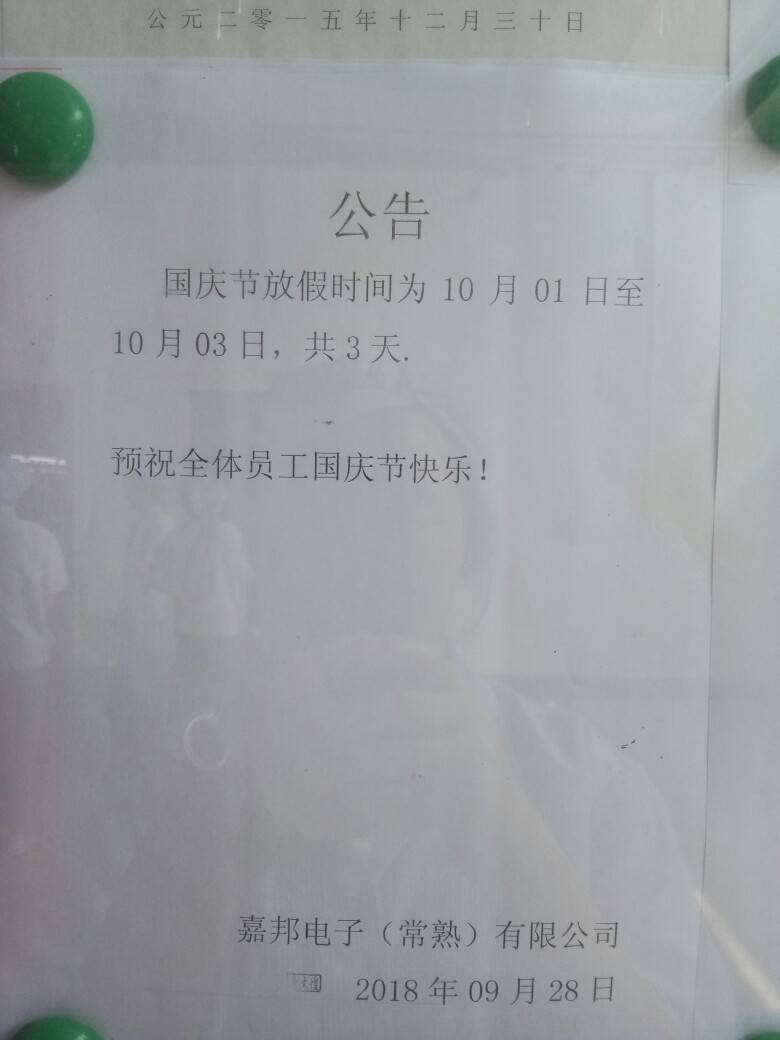 公元二零一五年十二月三十日
公告
国庆节放假时间为 10 月 01 日至
10 月 03 日，共 3 天.
预祝全体员工国庆节快乐！
嘉邦电子（常熟）有限公司
2018 年 09 月 28 日